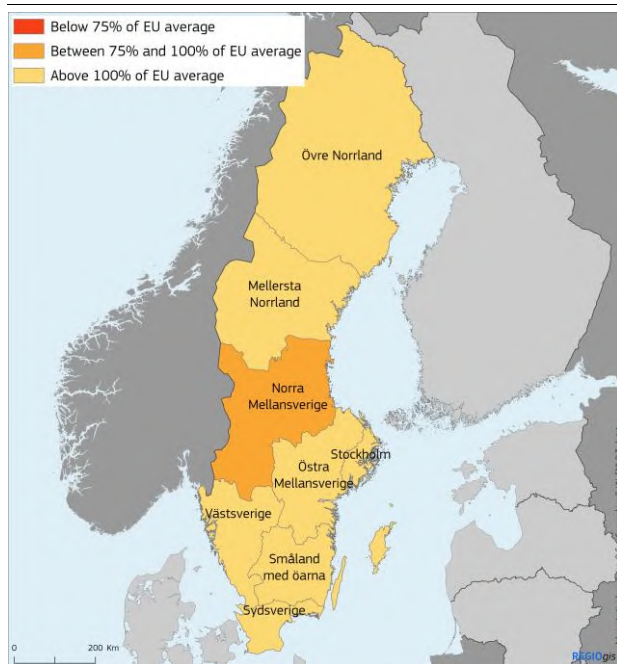 Below 75% of EU average
Between 75% and 100% of EU average
Above 100% of EU average
Övre Norrland
Mellersta
Norrland
Norra
Mellansverige
Stockholm
Östra
Mellansverige
Västsverige
Småland
med öarna
Sydsverige
0 200 Km
REGIOgis